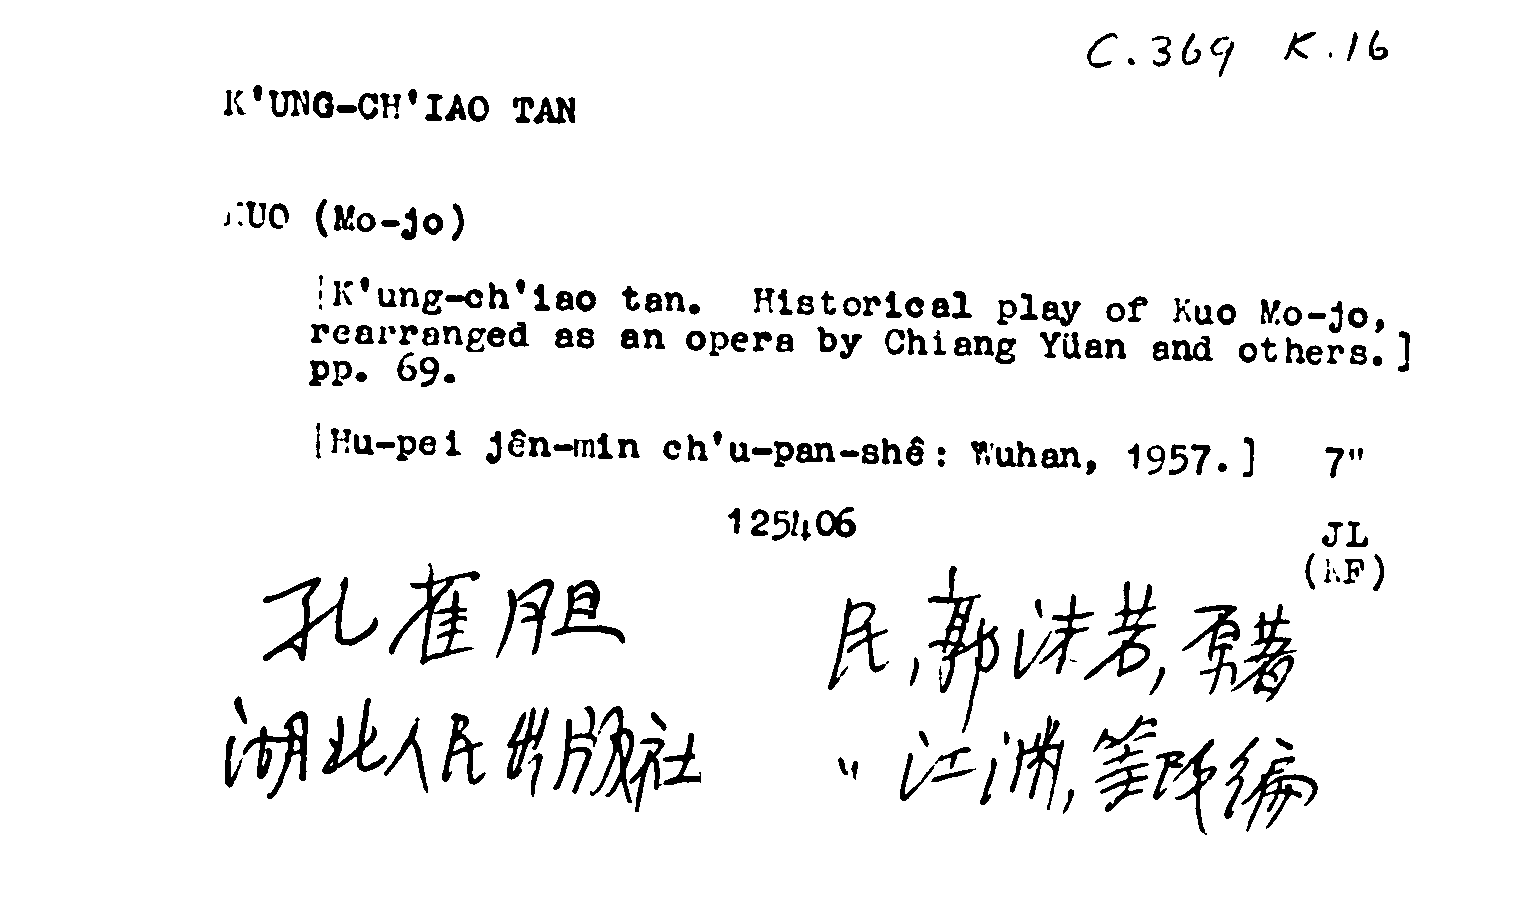 C.369 K.16
K'UNG-CH'IAO TAN
KUO (Mo-jo)
[K'ung-ch'iao tan. Historical play of Kuo Mo-jo,
rearranged as an opera by Chiang Yüan and others.]
pp. 69.
[Hu-pei jên-min ch'u-pan-shê: Wuhan, 1957.] 7"
125406
JL
(KF)
孔雀胆
民,郭沫若,原著
湖北人民出版社
" 江渊,等改编